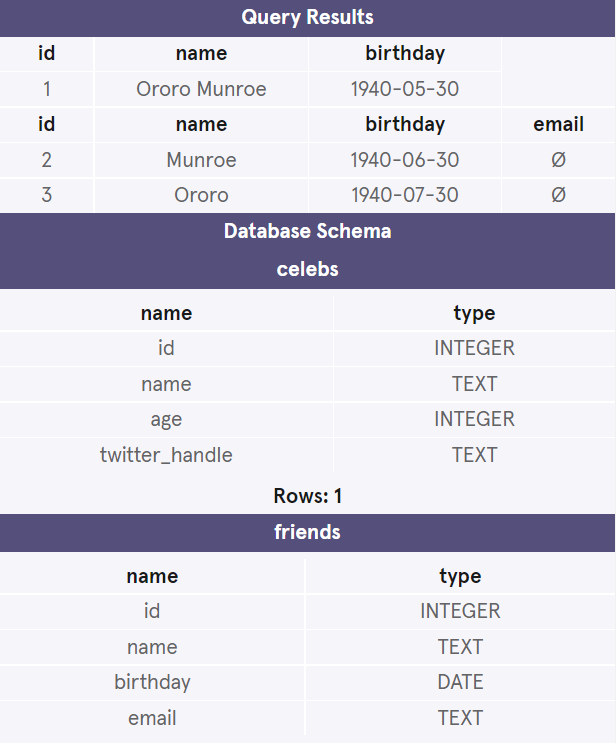 Query Results
id name birthday
1 Ororo Munroe 1940-05-30
id name birthday email
2 Munroe 1940-06-30 Ø
3 Ororo 1940-07-30 Ø
Database Schema
celebs
name type
id INTEGER
name TEXT
age INTEGER
twitter_handle TEXT
Rows: 1
friends
name type
id INTEGER
name TEXT
birthday DATE
email TEXT